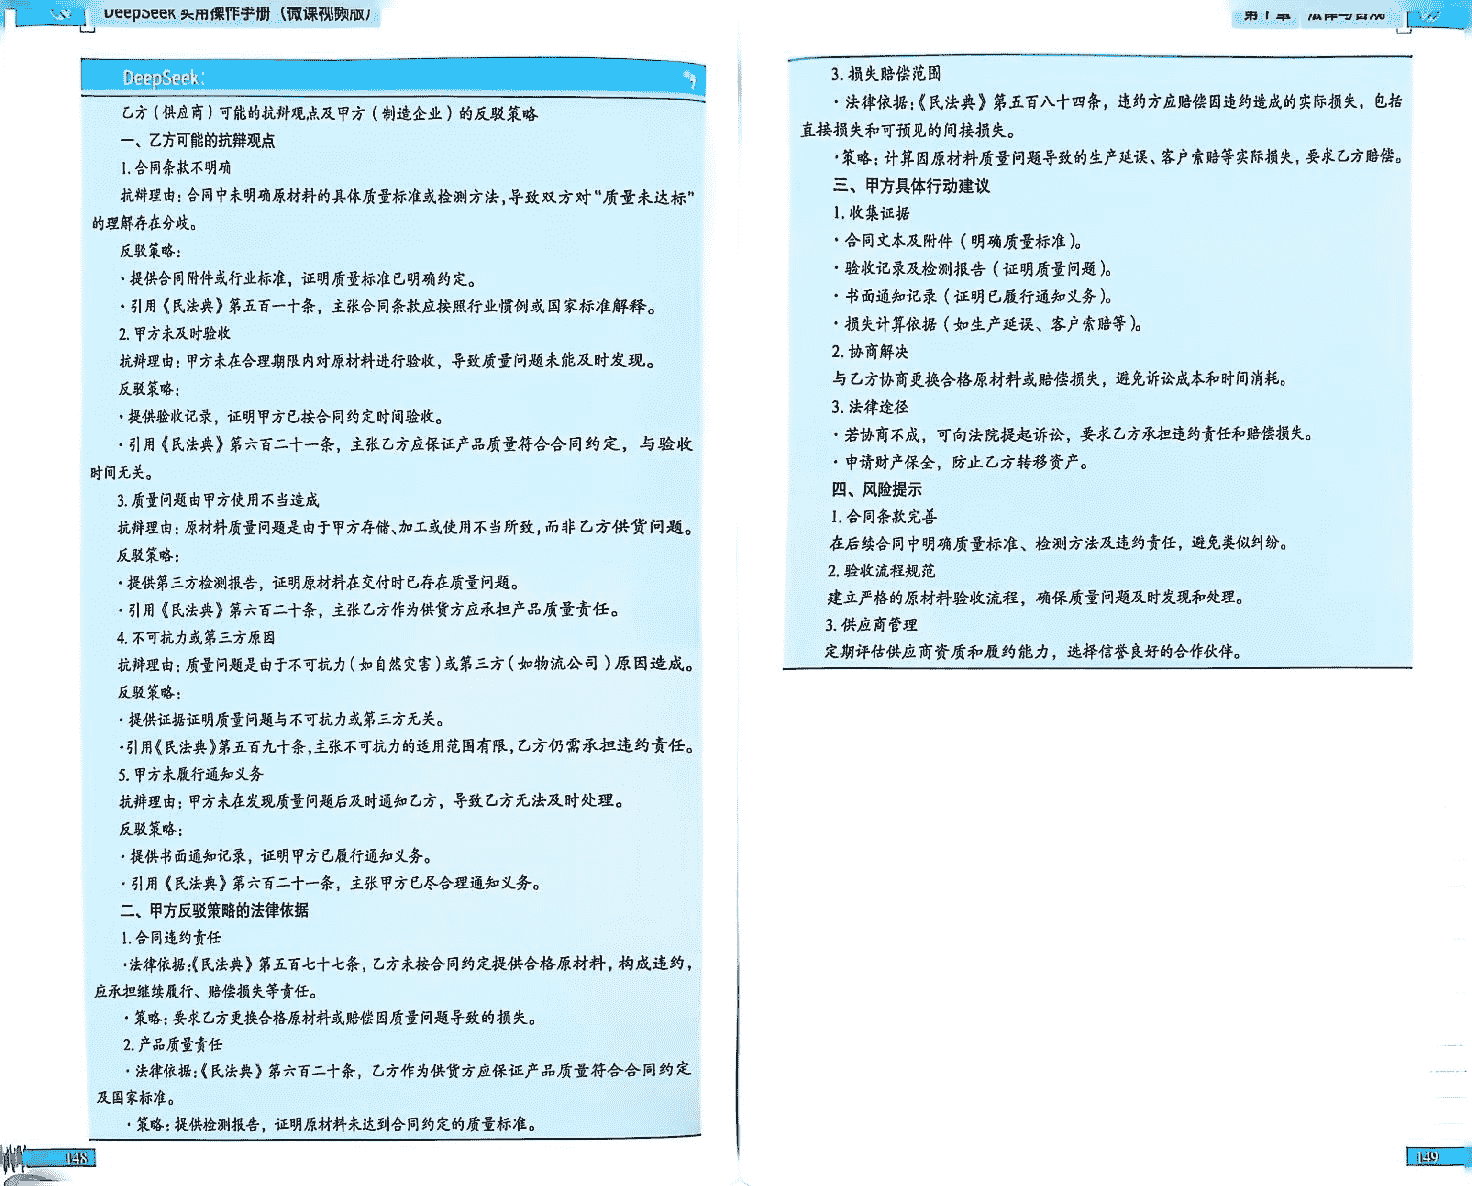 DeepSeek 实用操作手册（微课视频版）
DeepSeek:
乙方（供应商）可能的抗辩观点及甲方（制造企业）的反驳策略
一、乙方可能的抗辩观点
1. 合同条款不明确
抗辩理由：合同中未明确原材料的具体质量标准或检测方法，导致双方对“质量未达标”
的理解存在分歧。
反驳策略：
·提供合同附件或行业标准，证明质量标准已明确约定。
·引用《民法典》第五百一十条，主张合同条款应按照行业惯例或国家标准解释。
2. 甲方未及时验收
抗辩理由：甲方未在合理期限内对原材料进行验收，导致质量问题未能及时发现。
反驳策略：
·提供验收记录，证明甲方已按合同约定时间验收。
·引用《民法典》第六百二十一条，主张乙方应保证产品质量符合合同约定，与验收
时间无关。
3. 质量问题由甲方使用不当造成
抗辩理由：原材料质量问题是由于甲方存储、加工或使用不当所致，而非乙方供货问题。
反驳策略：
·提供第三方检测报告，证明原材料在交付时已存在质量问题。
·引用《民法典》第六百二十条，主张乙方作为供货方应承担产品质量责任。
4. 不可抗力或第三方原因
抗辩理由：质量问题是由于不可抗力（如自然灾害）或第三方（如物流公司）原因造成。
反驳策略：
·提供证据证明质量问题与不可抗力或第三方无关。
·引用《民法典》第五百九十条，主张不可抗力的适用范围有限，乙方仍需承担违约责任。
5. 甲方未履行通知义务
抗辩理由：甲方未在发现质量问题后及时通知乙方，导致乙方无法及时处理。
反驳策略：
·提供书面通知记录，证明甲方已履行通知义务。
·引用《民法典》第六百二十一条，主张甲方已尽合理通知义务。
二、甲方反驳策略的法律依据
1. 合同违约责任
·法律依据：《民法典》第五百七十七条，乙方未按合同约定提供合格原材料，构成违约，
应承担继续履行、赔偿损失等责任。
·策略：要求乙方更换合格原材料或赔偿因质量问题导致的损失。
2. 产品质量责任
·法律依据：《民法典》第六百二十条，乙方作为供货方应保证产品质量符合合同约定
及国家标准。
·策略：提供检测报告，证明原材料未达到合同约定的质量标准。
148
3. 损失赔偿范围
·法律依据：《民法典》第五百八十四条，违约方应赔偿因违约造成的实际损失，包括
直接损失和可预见的间接损失。
·策略：计算因原材料质量问题导致的生产延误、客户索赔等实际损失，要求乙方赔偿。
三、甲方具体行动建议
1. 收集证据
·合同文本及附件（明确质量标准）。
·验收记录及检测报告（证明质量问题）。
·书面通知记录（证明已履行通知义务）。
·损失计算依据（如生产延误、客户索赔等）。
2. 协商解决
与乙方协商更换合格原材料或赔偿损失，避免诉讼成本和时间消耗。
3. 法律途径
·若协商不成，可向法院提起诉讼，要求乙方承担违约责任和赔偿损失。
·申请财产保全，防止乙方转移资产。
四、风险提示
1. 合同条款完善
在后续合同中明确质量标准、检测方法及违约责任，避免类似纠纷。
2. 验收流程规范
建立严格的原材料验收流程，确保质量问题及时发现和处理。
3. 供应商管理
定期评估供应商资质和履约能力，选择信誉良好的合作伙伴。
149